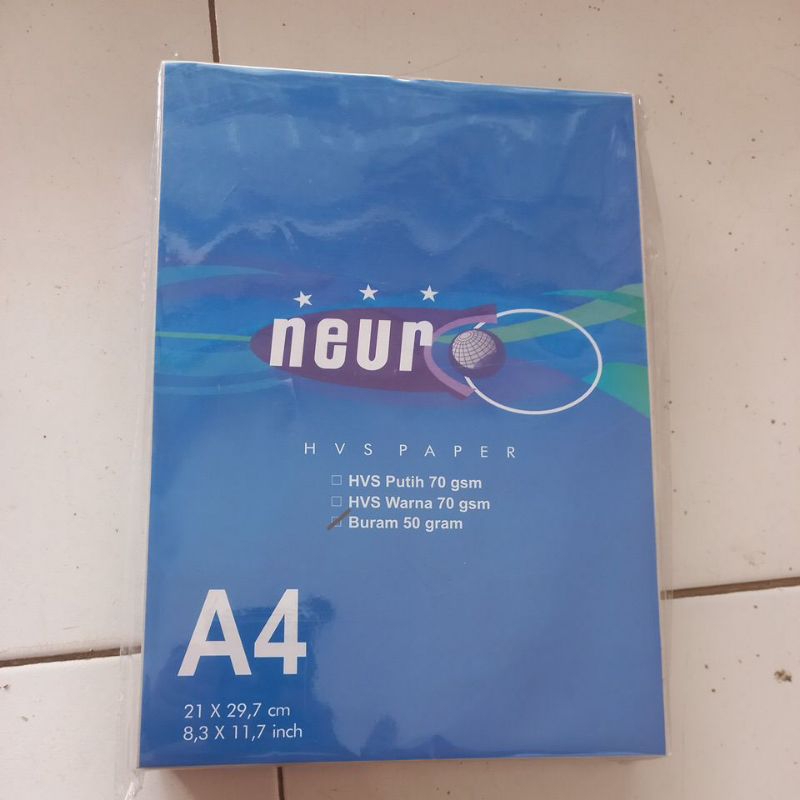 neuro
HVS PAPER
HVS Putih 70 gsm
HVS Warna 70 gsm
Buram 50 gram
A4
21 X 29,7 cm
8,3 X 11,7 inch